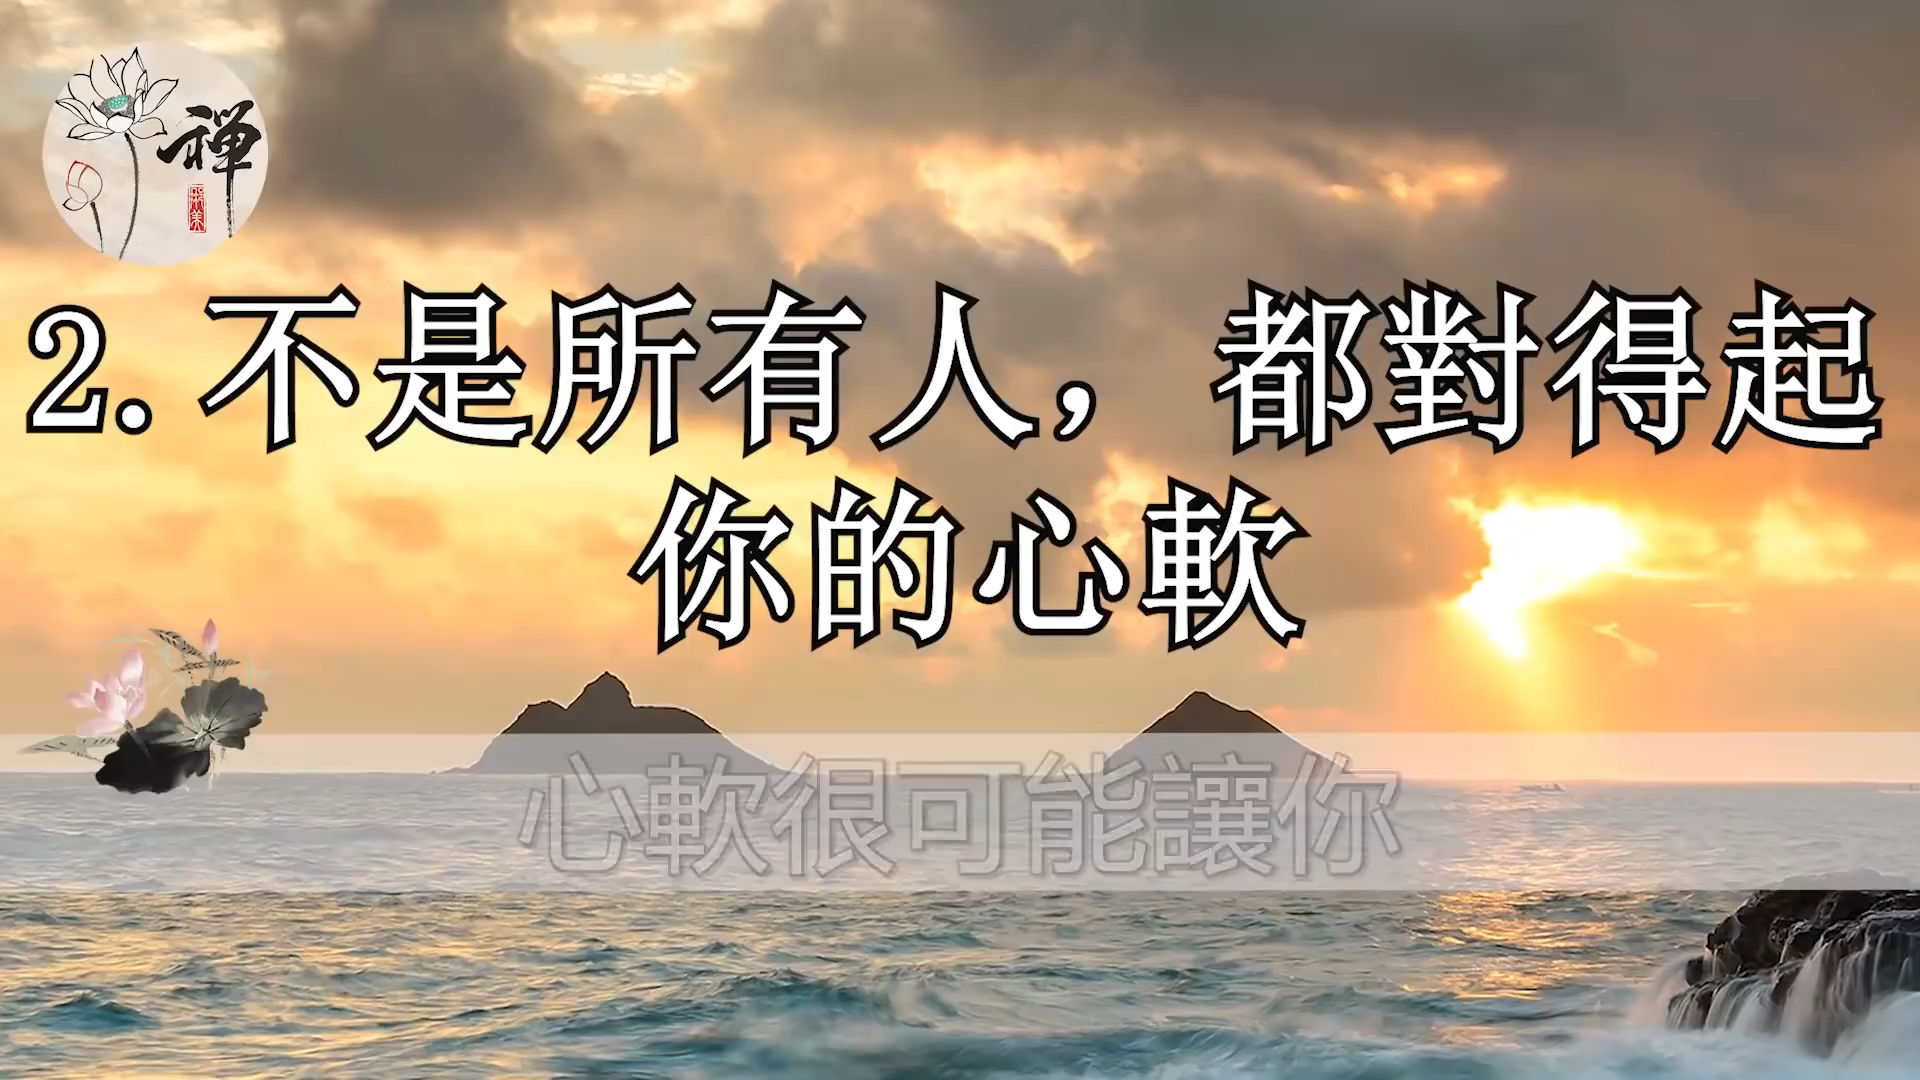 禅
2.不是所有人，都對得起
你的心軟
心軟很可能讓你